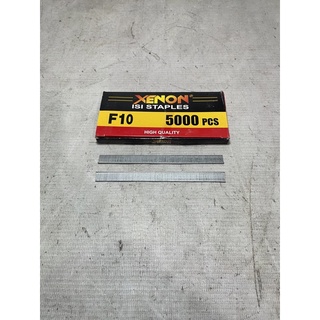 XENON
ISI STAPLES
F10 5000 PCS
HIGH QUALITY